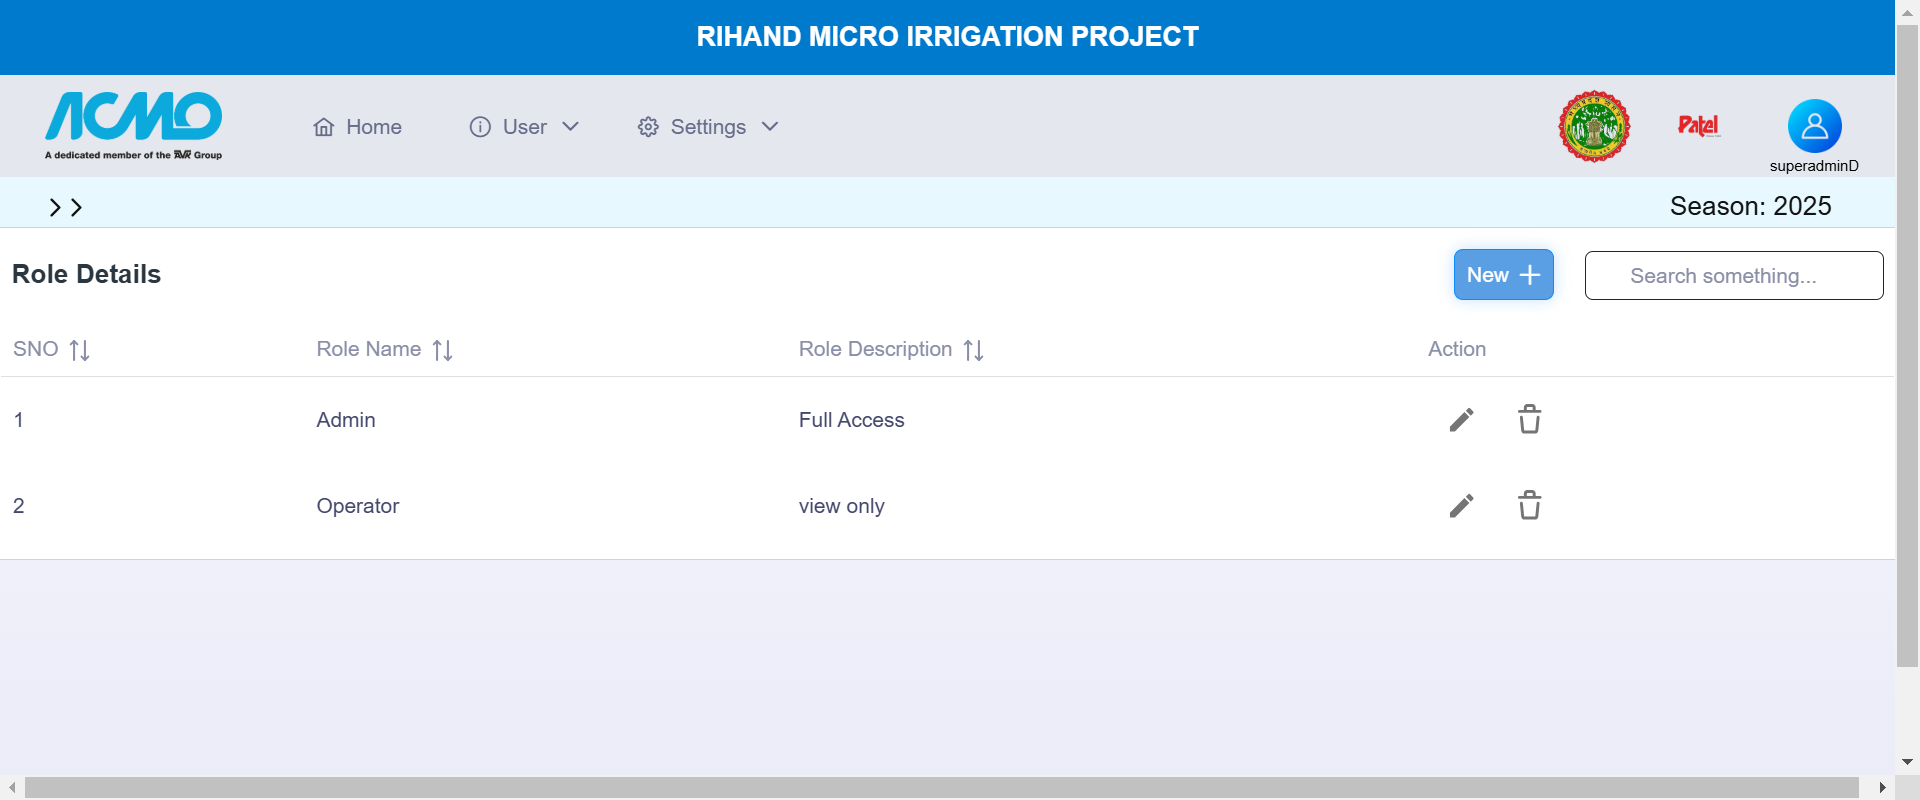 RIHAND MICRO IRRIGATION PROJECT
ACMO
A dedicated member of the AVR Group
Home
User
Settings
Patel
superadminD
Season: 2025
Role Details
New
Search something...
SNO Role Name Role Description Action
1 Admin Full Access
2 Operator view only